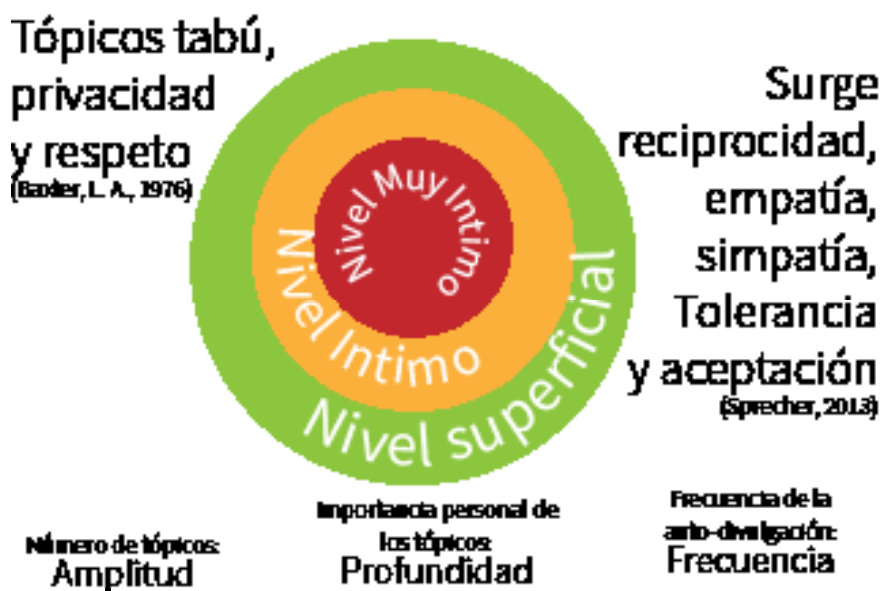 Tópicos tabú,
privacidad
y respeto
(Baxter, L. A., 1976)
Surge
reciprocidad,
empatía,
simpatía,
Tolerancia
y aceptación
(Sprecher, 2013)
Nivel Muy Intimo
Nivel Intimo
Nivel superficial
Número de tópicos:
Amplitud
Importancia personal de
los tópicos:
Profundidad
Frecuencia de la
auto-divulgación:
Frecuencia